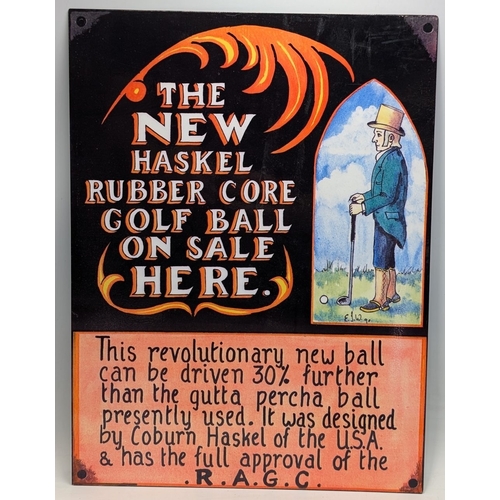 THE
NEW
HASKEL
RUBBER CORE
GOLF BALL
ON SALE
HERE.
This revolutionary new ball
can be driven 30% further
than the gutta percha ball
presently used. It was designed
by Coburn Haskel of the U.S.A.
& has the full approval of the
.R.A.G.C.